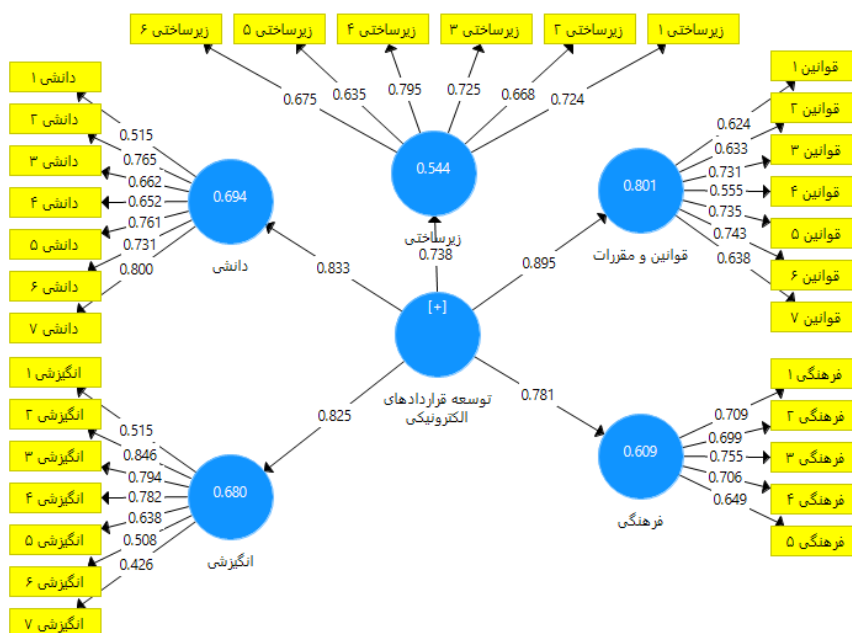 زیرساختی ۶
زیرساختی ۵
زیرساختی ۴
زیرساختی ۳
زیرساختی ۲
زیرساختی ۱
0.675
0.635
0.795
0.725
0.668
0.724
0.544
زیرساختی
0.738
دانشی ۱
دانشی ۲
دانشی ۳
دانشی ۴
دانشی ۵
دانشی ۶
دانشی ۷
0.515
0.765
0.662
0.652
0.761
0.731
0.800
0.694
دانشی
0.833
قوانین ۱
قوانین ۲
قوانین ۳
قوانین ۴
قوانین ۵
قوانین ۶
قوانین ۷
0.624
0.633
0.731
0.555
0.735
0.743
0.638
0.801
قوانین و مقررات
0.895
[+]
توسعه قراردادهای
الکترونیکی
انگیزشی ۱
انگیزشی ۲
انگیزشی ۳
انگیزشی ۴
انگیزشی ۵
انگیزشی ۶
انگیزشی ۷
0.515
0.846
0.794
0.782
0.638
0.508
0.426
0.680
انگیزشی
0.825
فرهنگی ۱
فرهنگی ۲
فرهنگی ۳
فرهنگی ۴
فرهنگی ۵
0.709
0.699
0.755
0.706
0.649
0.609
فرهنگی
0.781